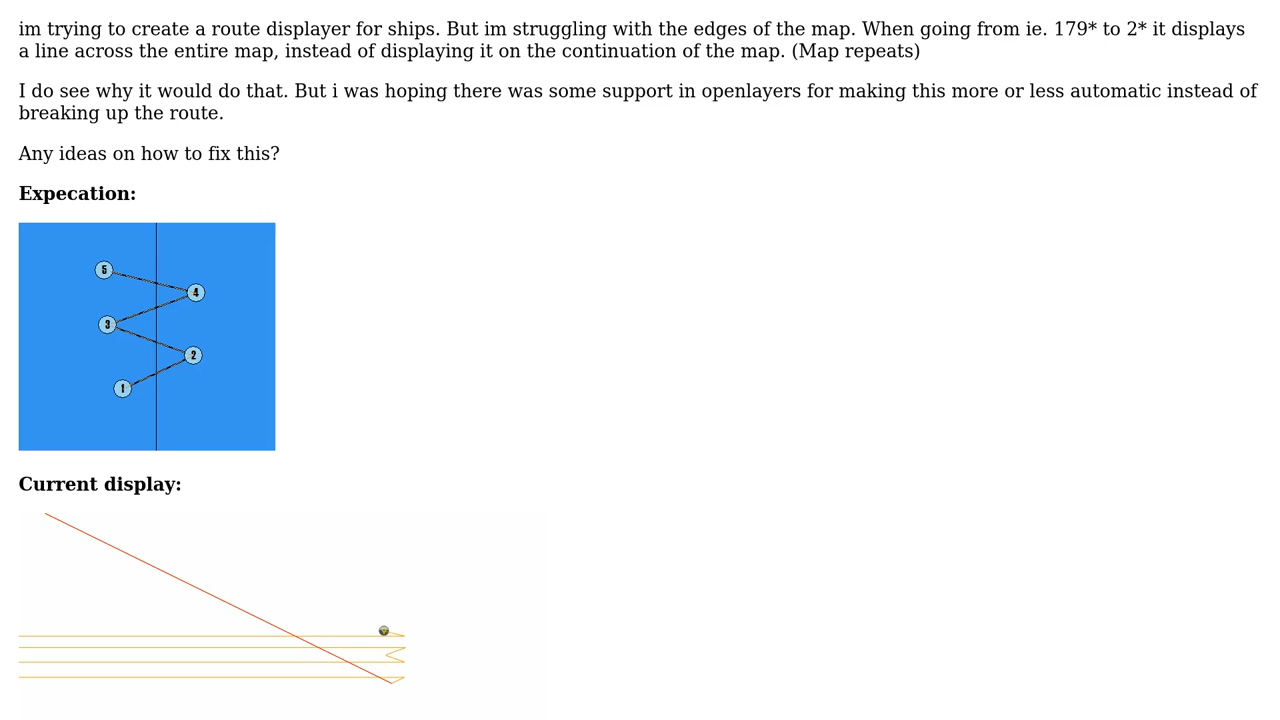 im trying to create a route displayer for ships. But im struggling with the edges of the map. When going from ie. 179* to 2* it displays
a line across the entire map, instead of displaying it on the continuation of the map. (Map repeats)
I do see why it would do that. But i was hoping there was some support in openlayers for making this more or less automatic instead of
breaking up the route.
Any ideas on how to fix this?
Expecation:
5
4
3
2
1
Current display: